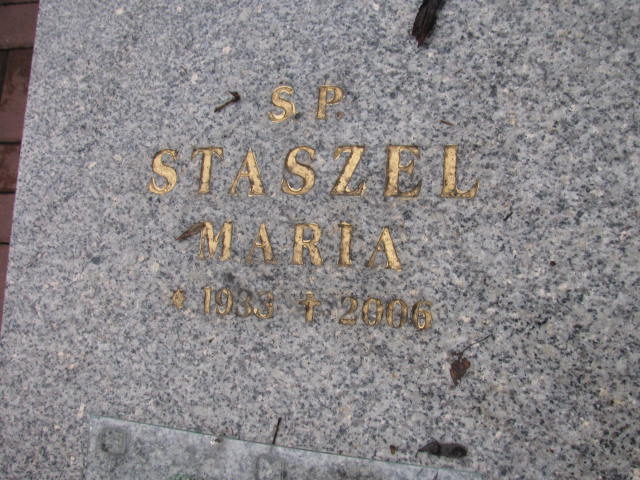 Ś. P.
STASZEL
MARIA
* 1933 † 2006